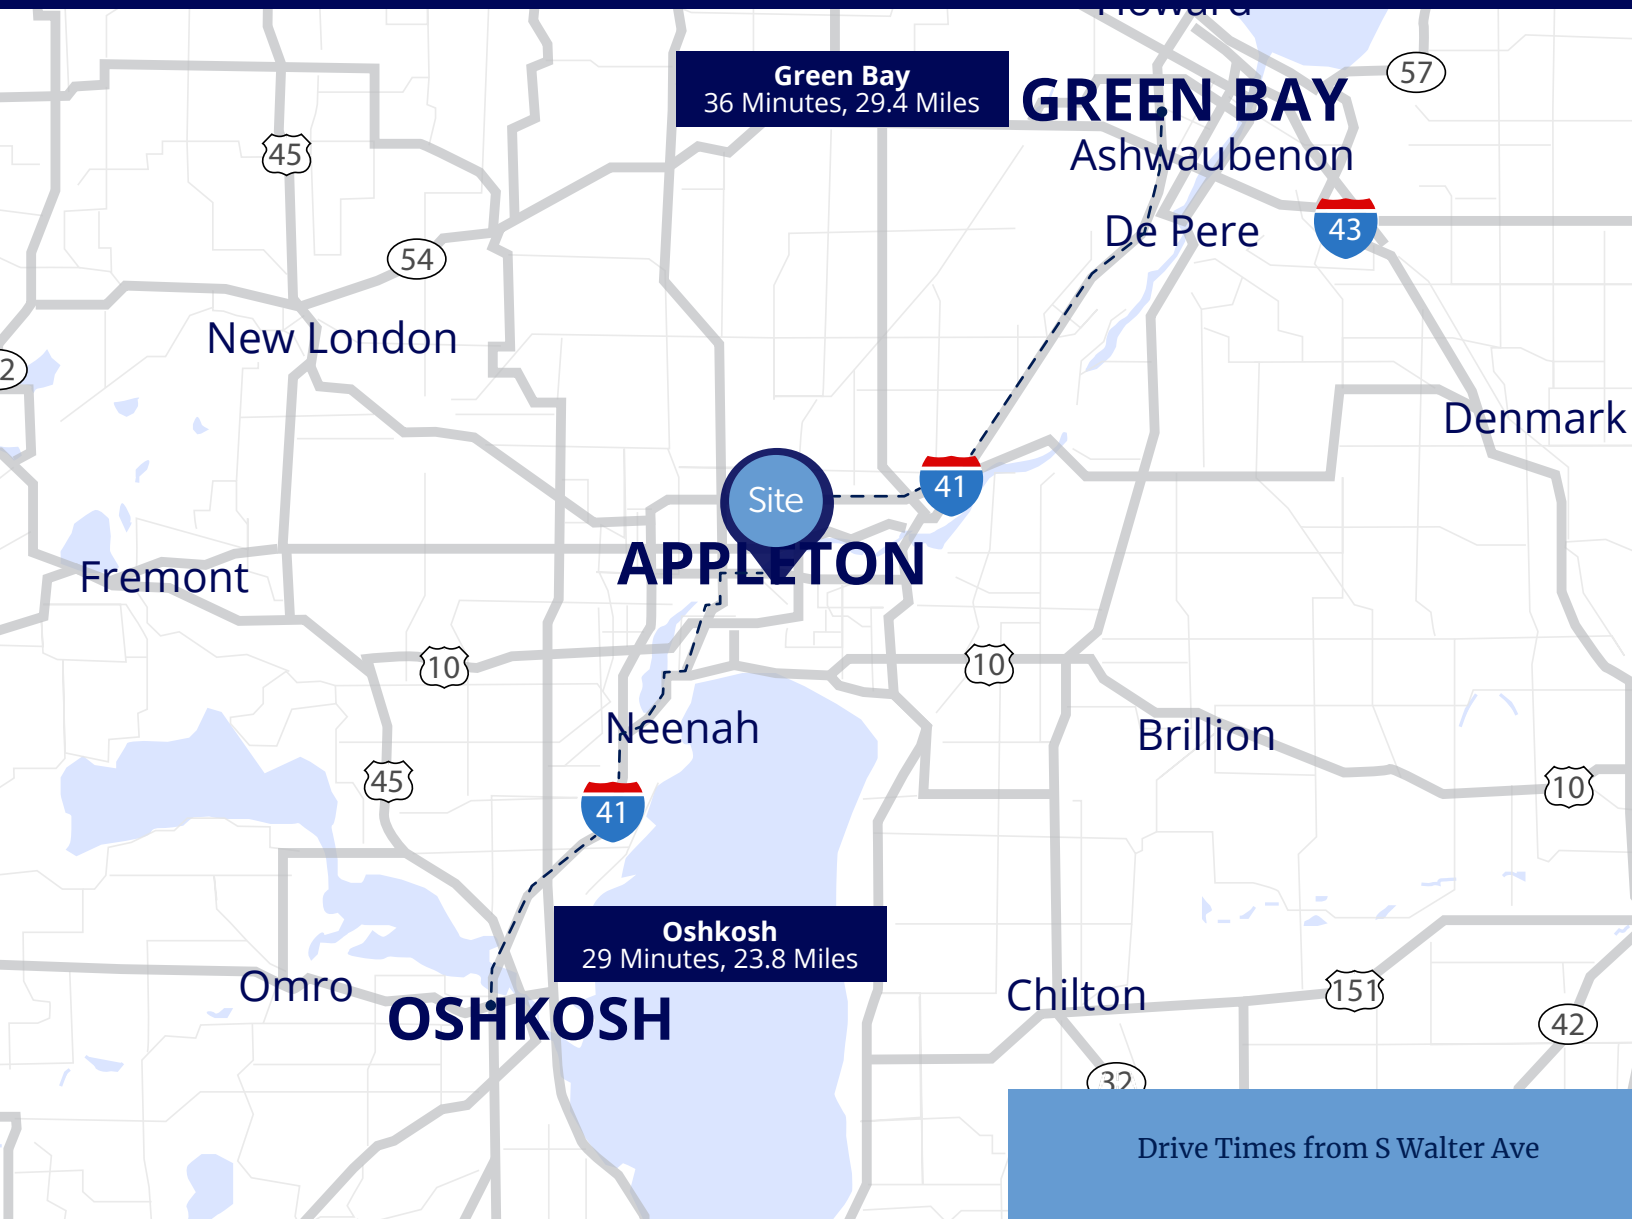 Howard
Green Bay
36 Minutes, 29.4 Miles
GREEN BAY
57
45
Ashwaubenon
De Pere
43
54
New London
2
Denmark
Site
41
APPLETON
Fremont
10
10
Neenah
Brillion
45
10
41
Oshkosh
29 Minutes, 23.8 Miles
Omro
OSHKOSH
Chilton
151
42
32
Drive Times from S Walter Ave